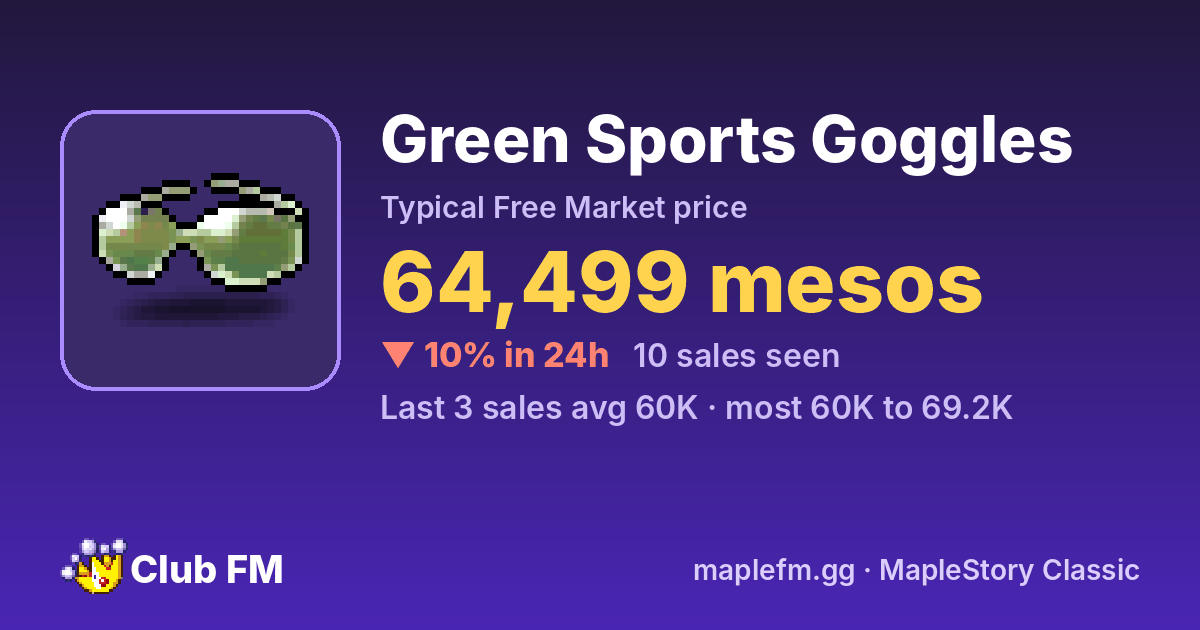 Green Sports Goggles
Typical Free Market price
64,499 mesos
▼ 10% in 24h 10 sales seen
Last 3 sales avg 60K · most 60K to 69.2K
Club FM
maplefm.gg · MapleStory Classic